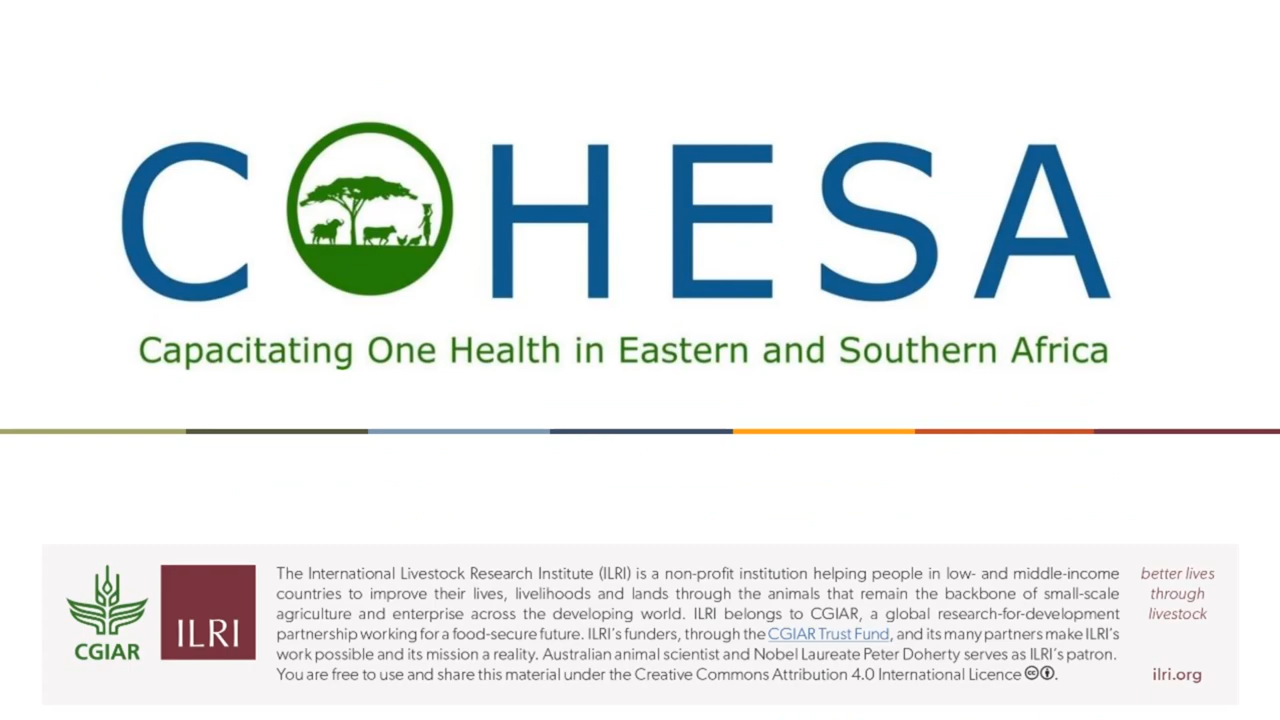 COHESA
Capacitating One Health in Eastern and Southern Africa
CGIAR
ILRI
The International Livestock Research Institute (ILRI) is a non-profit institution helping people in low- and middle-income
countries to improve their lives, livelihoods and lands through the animals that remain the backbone of small-scale
agriculture and enterprise across the developing world. ILRI belongs to CGIAR, a global research-for-development
partnership working for a food-secure future. ILRI’s funders, through the CGIAR Trust Fund, and its many partners make ILRI’s
work possible and its mission a reality. Australian animal scientist and Nobel Laureate Peter Doherty serves as ILRI’s patron.
You are free to use and share this material under the Creative Commons Attribution 4.0 International Licence 🅭🅯.
better lives
through
livestock
ilri.org